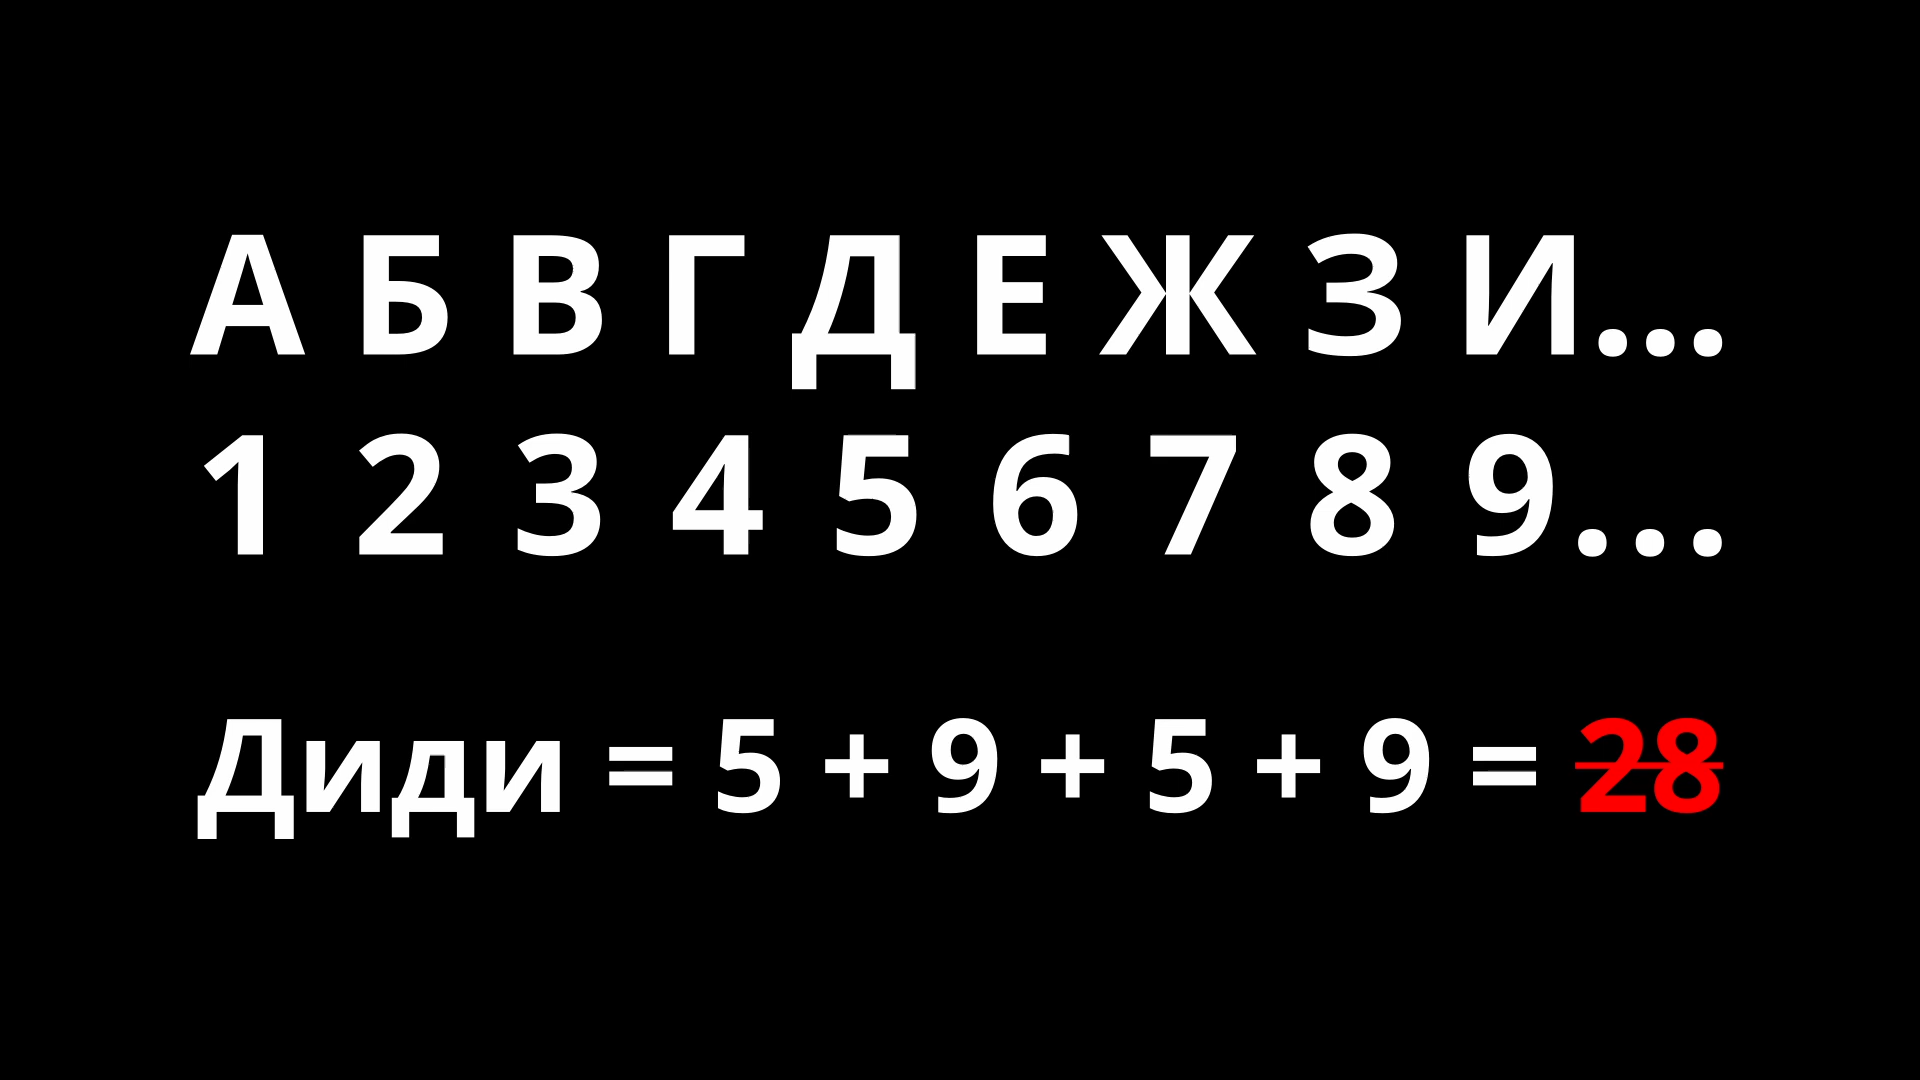 А Б В Г Д Е Ж З И...
1 2 3 4 5 6 7 8 9...
Диди = 5 + 9 + 5 + 9 = 28